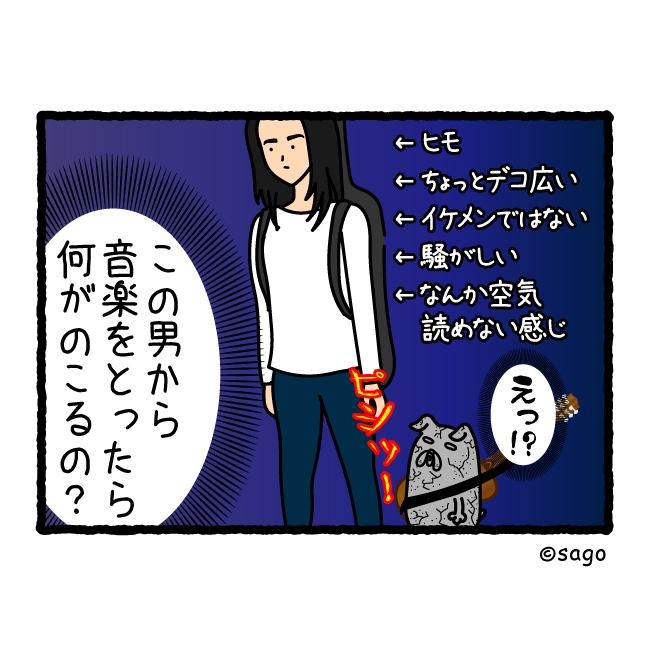 ←ヒモ
←ちょっとデコ広い
←イケメンではない
←騒がしい
←なんか空気
読めない感じ
えっ!?
ピシッ!
この男から
音楽をとったら
何がのこるの?
©sago